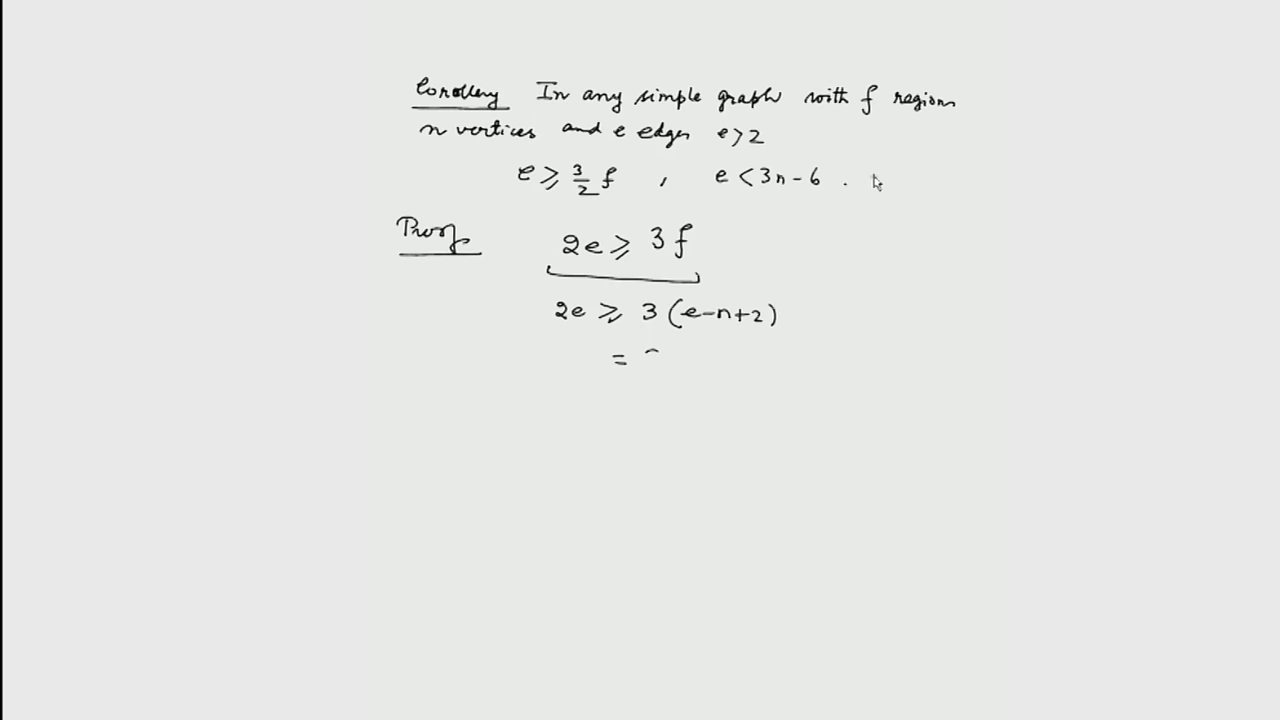 Corollery In any simple graph with f regions
n vertices and e edges e>2
e ≥ 3/2 f , e < 3n - 6 .
Proof 2e ≥ 3f
2e ≥ 3(e-n+2)
=